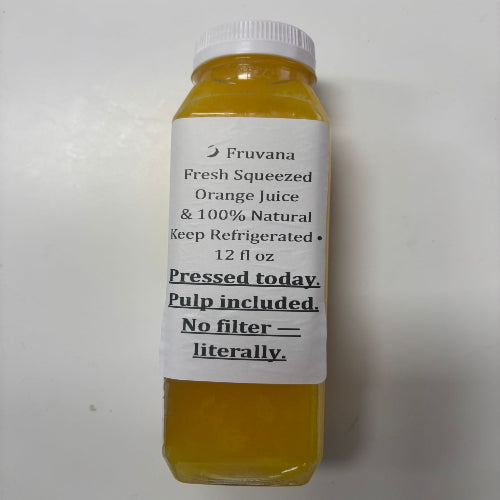 Fruvana
Fresh Squeezed
Orange Juice
& 100% Natural
Keep Refrigerated •
12 fl oz
Pressed today.
Pulp included.
No filter —
literally.